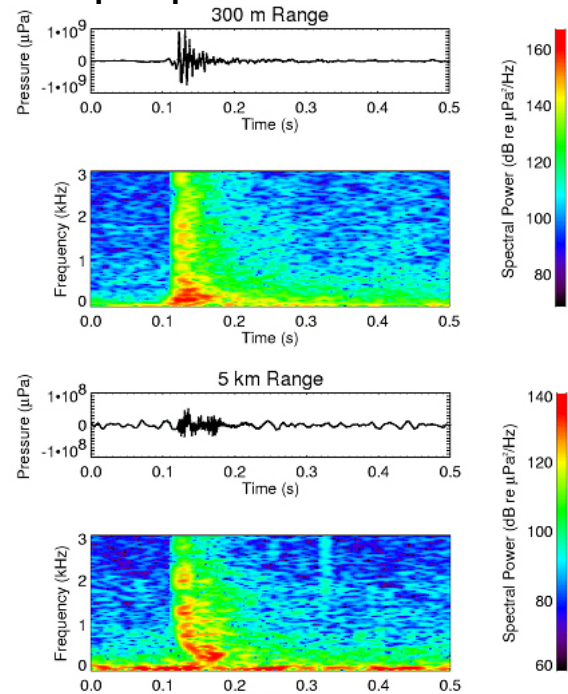 300 m Range
Pressure (µPa)
1•10⁹
0
-1•10⁹
0.0 0.1 0.2 0.3 0.4 0.5
Time (s)
Frequency (kHz)
3
2
1
0
0.0 0.1 0.2 0.3 0.4 0.5
Time (s)
Spectral Power (dB re µPa²/Hz)
160
140
120
100
80
5 km Range
Pressure (µPa)
1•10⁸
0
-1•10⁸
0.0 0.1 0.2 0.3 0.4 0.5
Time (s)
Frequency (kHz)
3
2
1
0
0.0 0.1 0.2 0.3 0.4 0.5
Spectral Power (dB re µPa²/Hz)
140
120
100
80
60